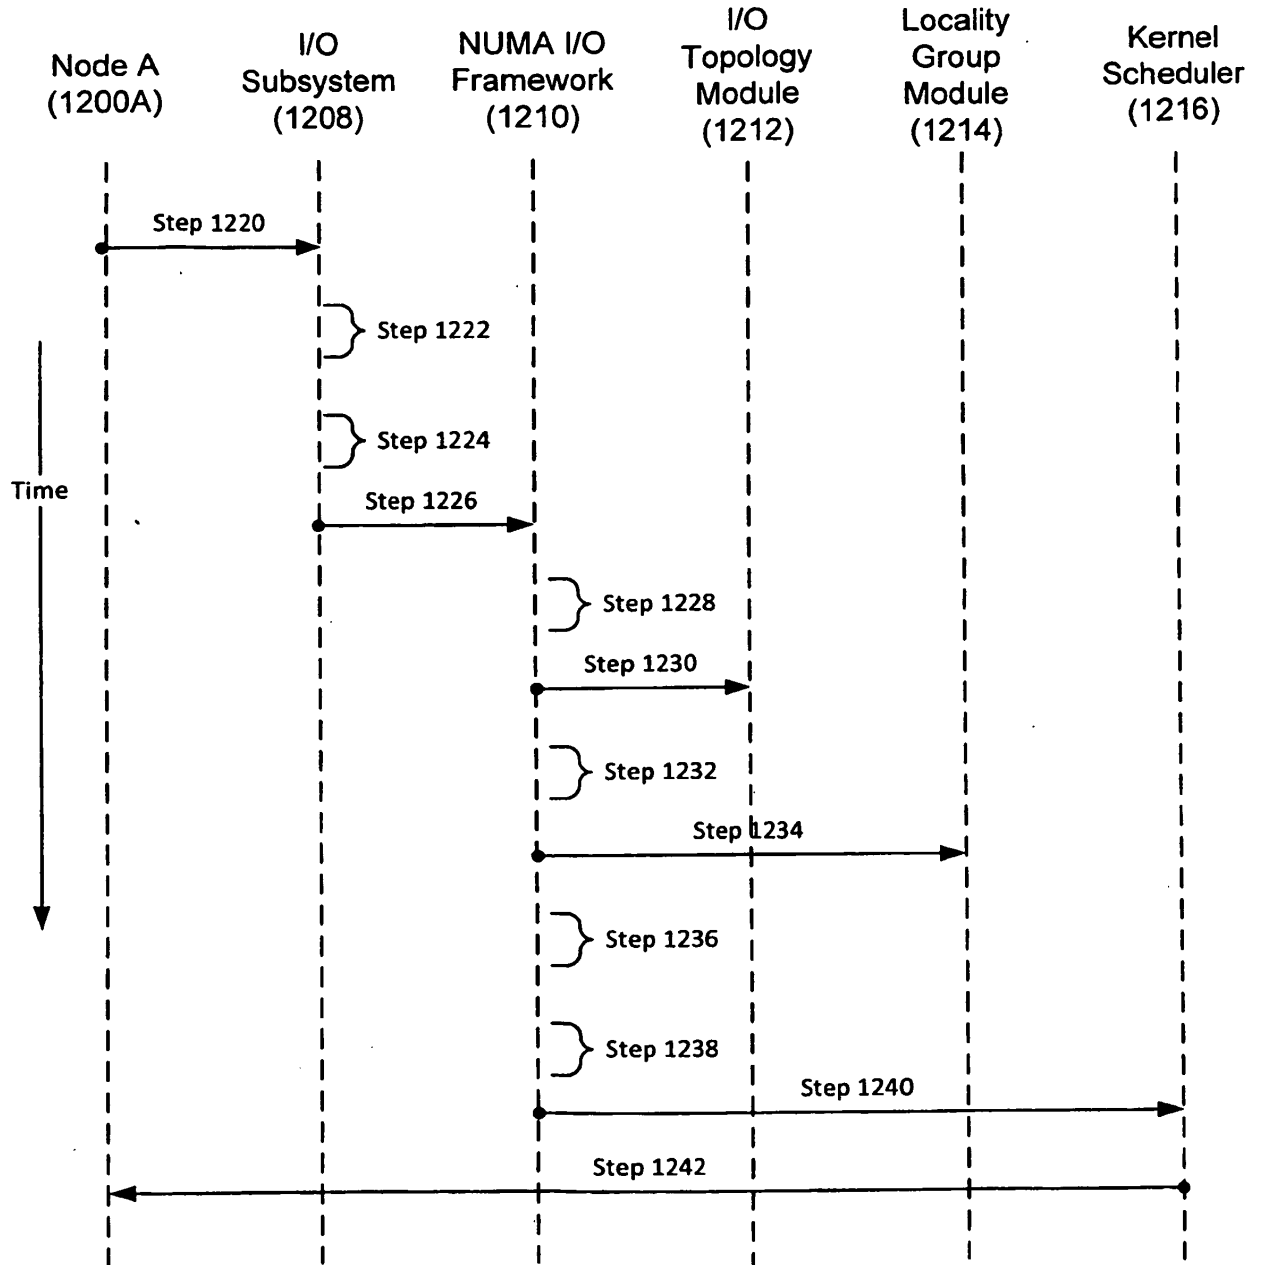 Node A
(1200A)
I/O
Subsystem
(1208)
NUMA I/O
Framework
(1210)
I/O
Topology
Module
(1212)
Locality
Group
Module
(1214)
Kernel
Scheduler
(1216)
Step 1220
Step 1222
Step 1224
Time
Step 1226
Step 1228
Step 1230
Step 1232
Step 1234
Step 1236
Step 1238
Step 1240
Step 1242